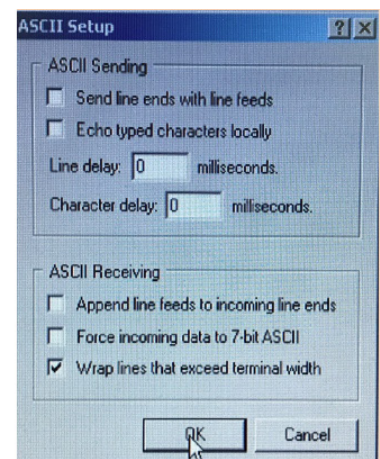 ASCII Setup
ASCII Sending
Send line ends with line feeds
Echo typed characters locally
Line delay: 0 milliseconds.
Character delay: 0 milliseconds.
ASCII Receiving
Append line feeds to incoming line ends
Force incoming data to 7-bit ASCII
Wrap lines that exceed terminal width
OK Cancel